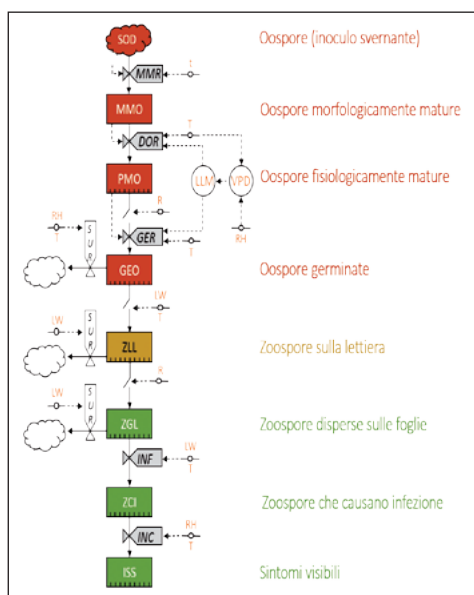 SOD Oospore (inoculo svernante)
t
MMR
MMO Oospore morfologicamente mature
T
DOR
LLM VPD
PMO Oospore fisiologicamente mature
R
RH
T
SUR
GER
T
RH
GEO Oospore germinate
LW
T
LW
SUR
ZLL Zoospore sulla lettiera
R
LW
SUR
ZGL Zoospore disperse sulle foglie
LW
INF
T
ZCI Zoospore che causano infezione
RH
INC
T
ISS Sintomi visibili